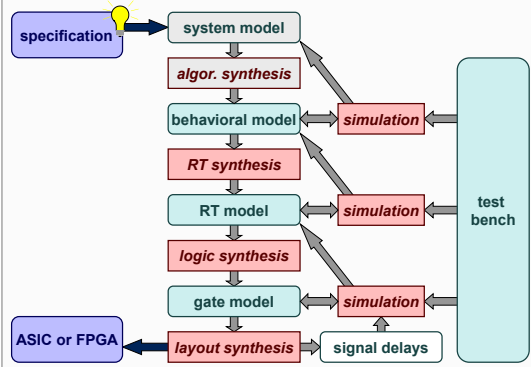 specification
system model
algor. synthesis
behavioral model
simulation
RT synthesis
test
bench
RT model
simulation
logic synthesis
gate model
simulation
ASIC or FPGA
layout synthesis
signal delays